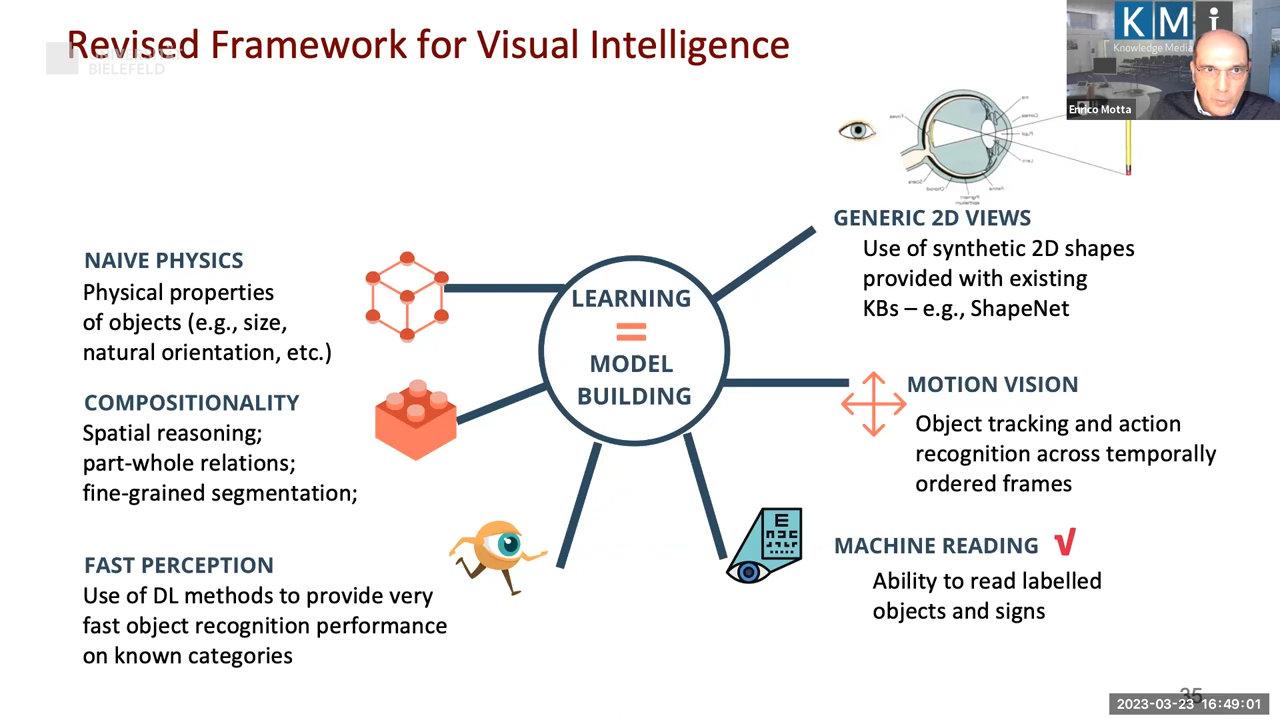 Revised Framework for Visual Intelligence
BIELEFELD
KMi
Knowledge Media
Enrico Motta
GENERIC 2D VIEWS
Use of synthetic 2D shapes
provided with existing
KBs – e.g., ShapeNet
NAIVE PHYSICS
Physical properties
of objects (e.g., size,
natural orientation, etc.)
LEARNING
=
MODEL
BUILDING
COMPOSITIONALITY
Spatial reasoning;
part-whole relations;
fine-grained segmentation;
MOTION VISION
Object tracking and action
recognition across temporally
ordered frames
FAST PERCEPTION
Use of DL methods to provide very
fast object recognition performance
on known categories
E
MACHINE READING √
Ability to read labelled
objects and signs
35
2023-03-23 16:49:01